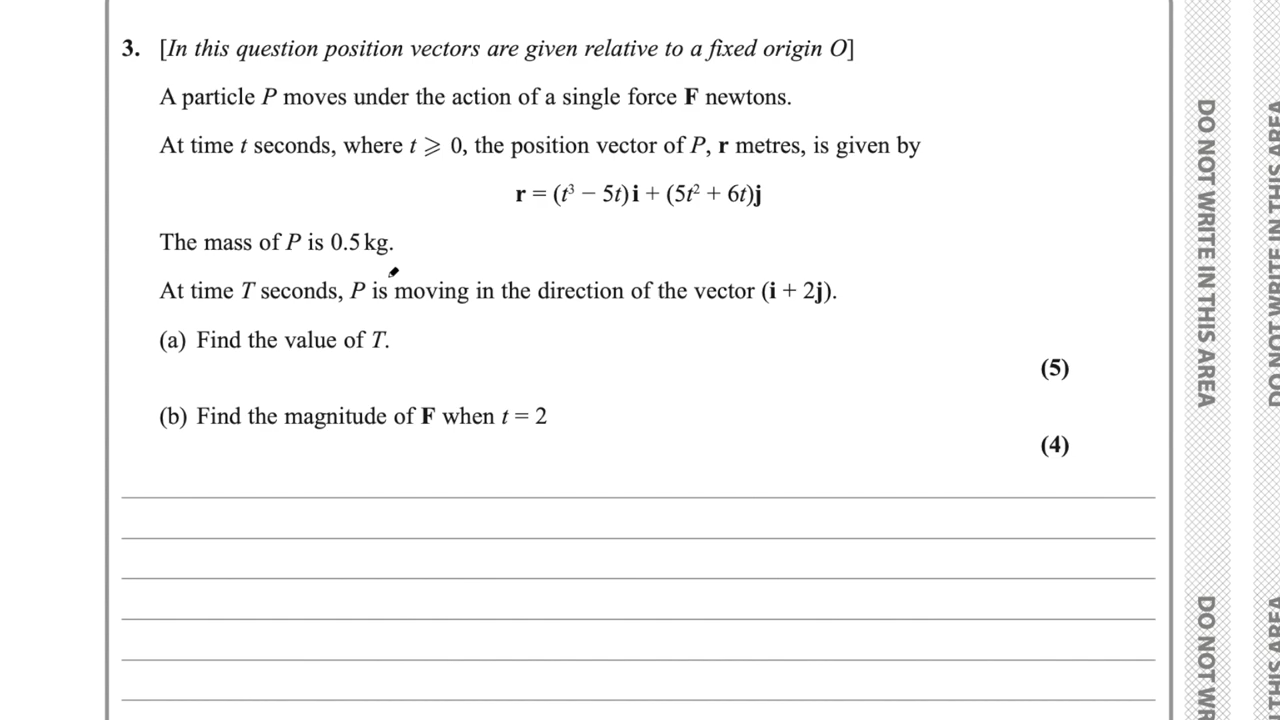 3. [In this question position vectors are given relative to a fixed origin O]
A particle P moves under the action of a single force F newtons.
At time t seconds, where t ⩾ 0, the position vector of P, r metres, is given by
r = (t³ − 5t)i + (5t² + 6t)j
The mass of P is 0.5 kg.
At time T seconds, P is moving in the direction of the vector (i + 2j).
(a) Find the value of T.
(5)
(b) Find the magnitude of F when t = 2
(4)
DO NOT WRITE IN THIS AREA
DO NOT WR
DO NOT WRITE IN THIS AREA
THIS AREA